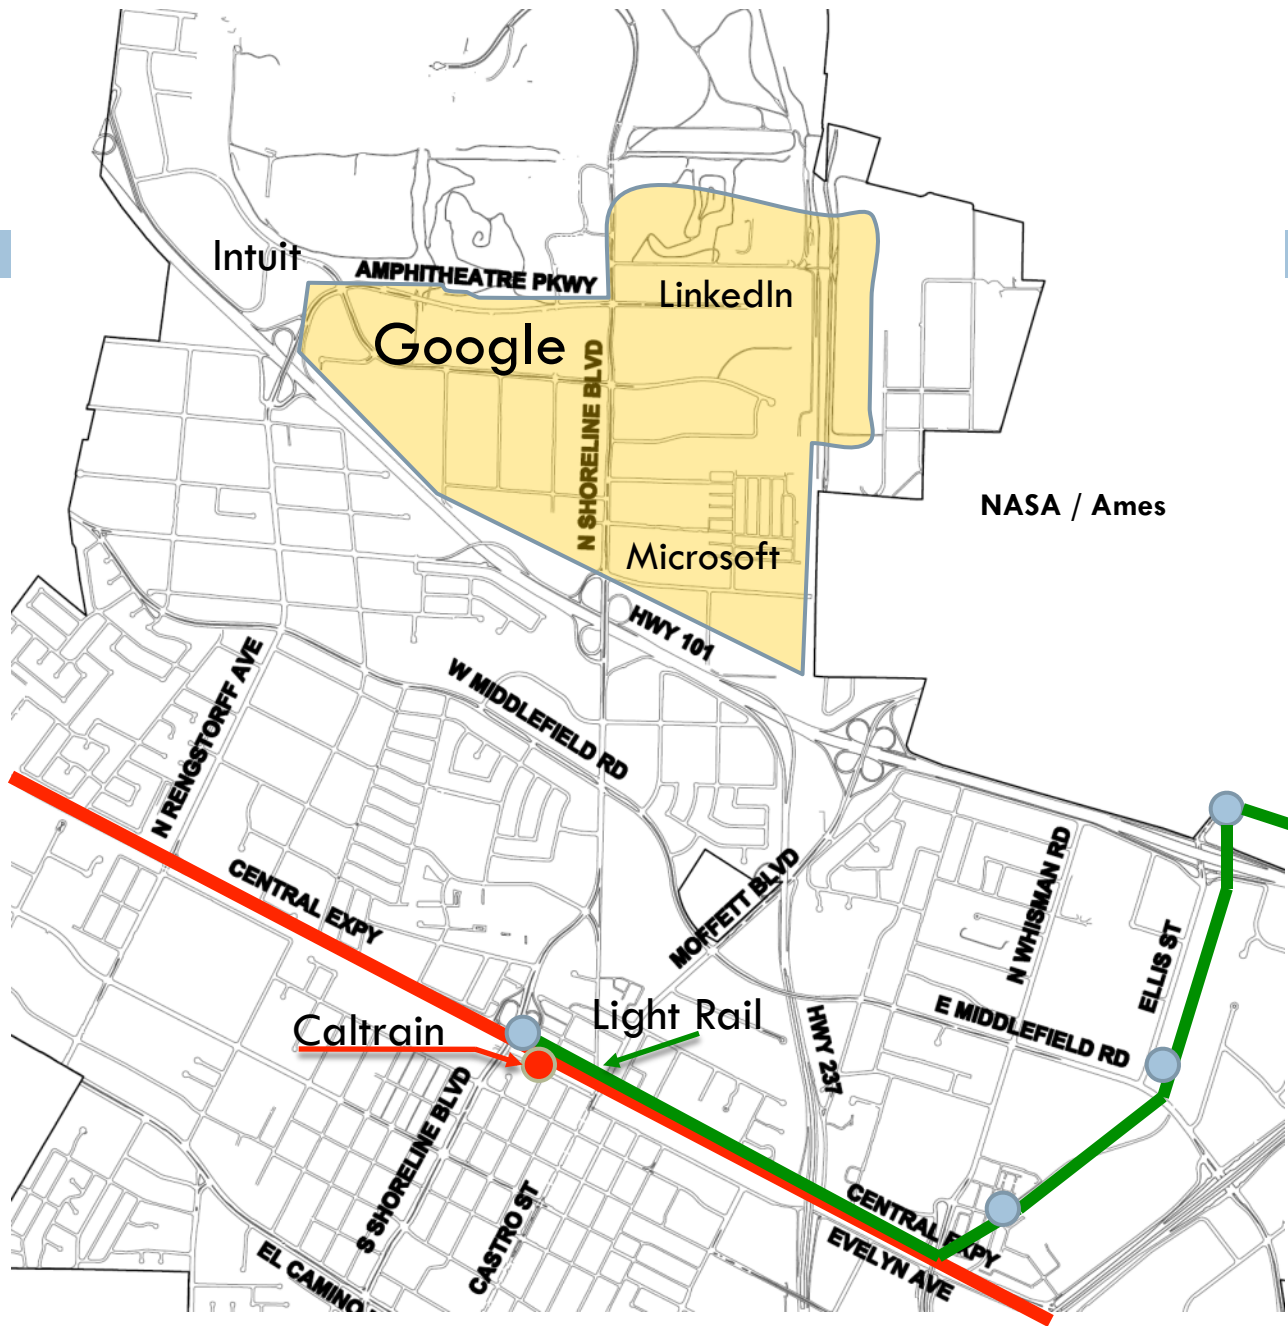 Intuit
AMPHITHEATRE PKWY
LinkedIn
Google
N SHORELINE BLVD
NASA / Ames
Microsoft
HWY 101
W MIDDLEFIELD RD
N RENGSTORFF AVE
CENTRAL EXPY
MOFFETT BLVD
N WHISMAN RD
ELLIS ST
Caltrain
Light Rail
HWY 237
E MIDDLEFIELD RD
S SHORELINE BLVD
CASTRO ST
CENTRAL EXPY
EVELYN AVE
EL CAMINO